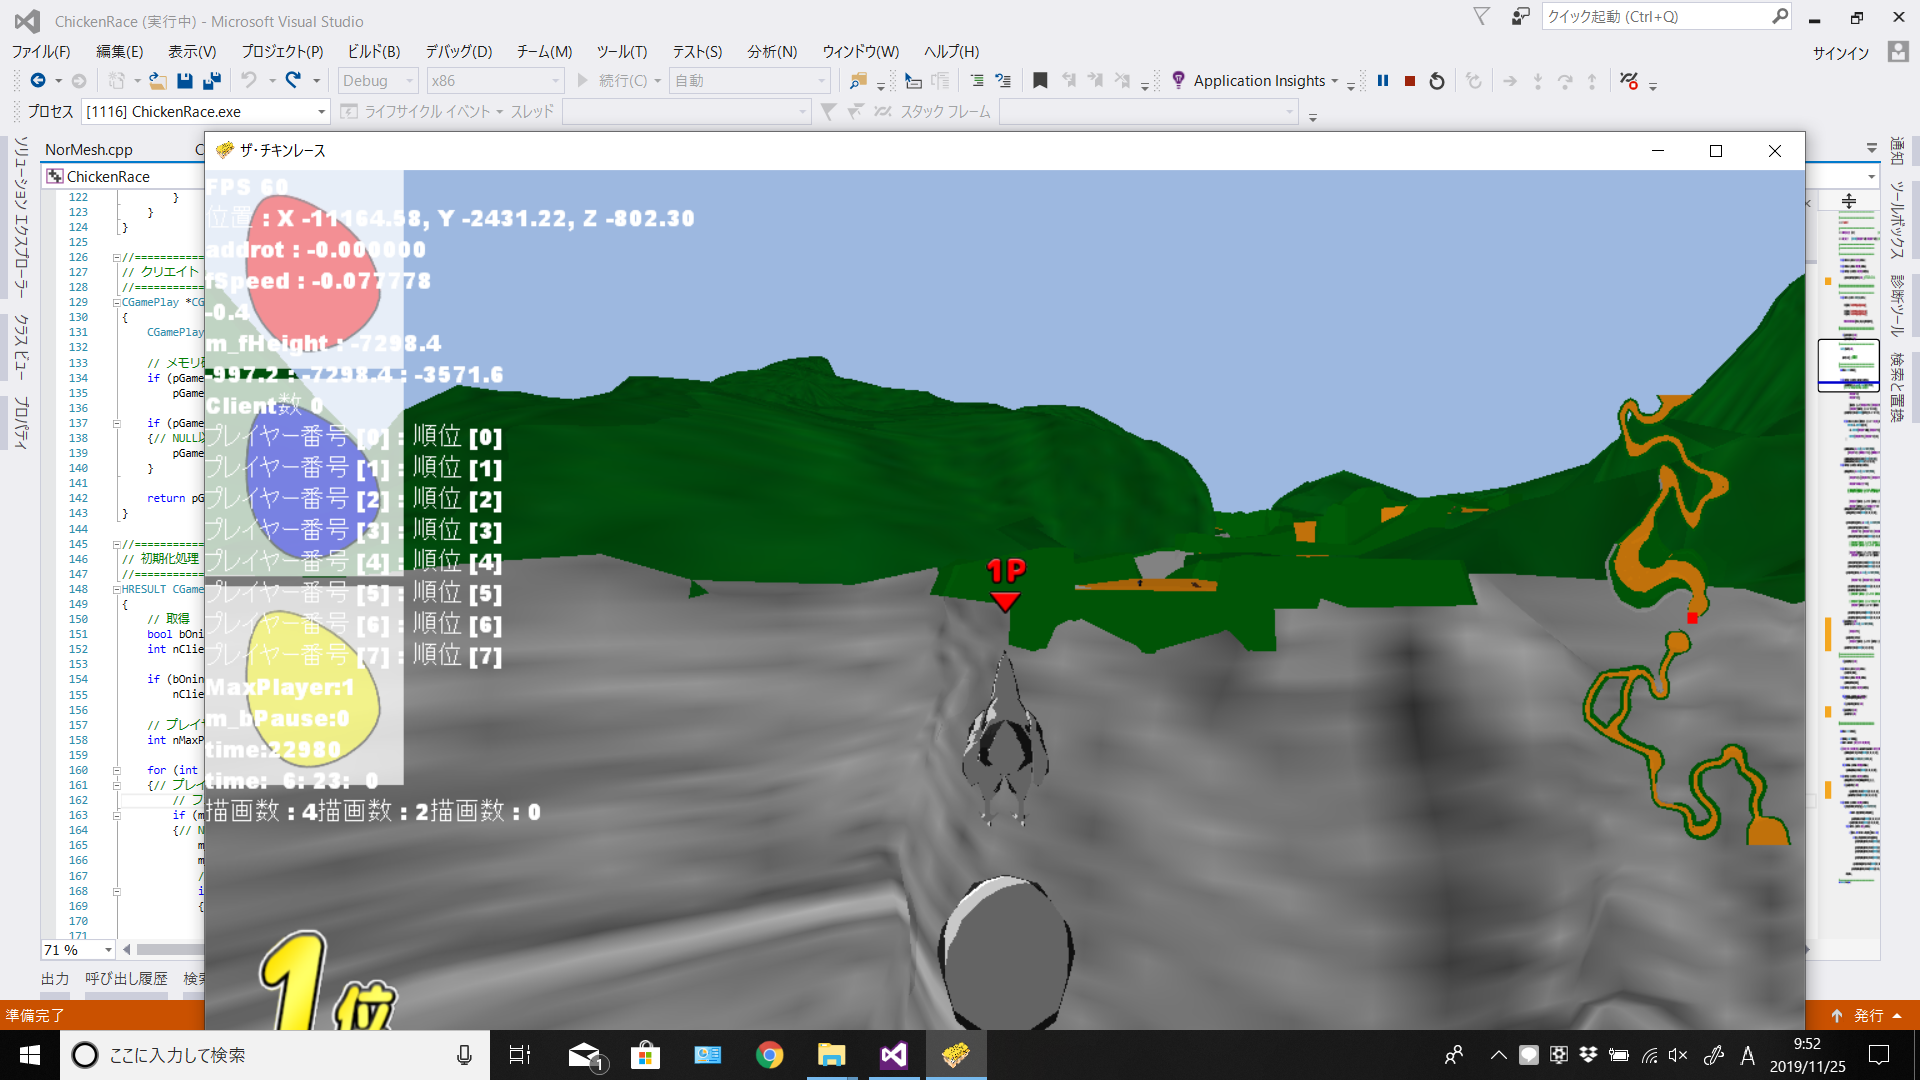 ChickenRace (実行中) - Microsoft Visual Studio
クイック起動 (Ctrl+Q)
ファイル(F) 編集(E) 表示(V) プロジェクト(P) ビルド(B) デバッグ(D) チーム(M) ツール(T) テスト(S) 分析(N) ウィンドウ(W) ヘルプ(H)
サインイン
Debug x86 続行(C) 自動 Application Insights
プロセス [1116] ChickenRace.exe ライフサイクル イベント スレッド スタック フレーム
ソリューション エクスプローラー
クラス ビュー
プロパティ
NorMesh.cpp C
ChickenRace
122 }
123 }
124 }
125
126 //============
127 // クリエイト
128 //============
129 CGamePlay *CG
130 {
131 CGamePlay
132
133 // メモリ
134 if (pGame
135 pGame
136
137 if (pGame
138 {// NULL
139 pGame
140 }
141
142 return pG
143 }
144
145 //============
146 // 初期化処理
147 //============
148 HRESULT CGame
149 {
150 // 取得
151 bool bOnin
152 int nClie
153
154 if (bOnin
155 nClie
156
157 // プレイ
158 int nMaxP
159
160 for (int
161 {// プレイ
162 // フ
163 if (m
164 {// N
165 m
166 m
167 /
168 i
169 {
170
171
71 %
出力 呼び出し履歴
準備完了
ザ・チキンレース
FPS 60
位置 : X -11164.58, Y -2431.22, Z -802.30
addrot : -0.000000
fSpeed : -0.077778
-0.4
m_fHeight : -7298.4
-997.2 : -7298.4 : -3571.6
Client数 0
プレイヤー番号 [0] : 順位 [0]
プレイヤー番号 [1] : 順位 [1]
プレイヤー番号 [2] : 順位 [2]
プレイヤー番号 [3] : 順位 [3]
プレイヤー番号 [4] : 順位 [4]
プレイヤー番号 [5] : 順位 [5]
プレイヤー番号 [6] : 順位 [6]
プレイヤー番号 [7] : 順位 [7]
MaxPlayer:1
m_bPause:0
time:22980
time: 6: 23: 0
描画数 : 4描画数 : 2描画数 : 0
1P
1位
通知
ツールボックス
診断ツール
検索と置換
発行
ここに入力して検索
1
A
9:52
2019/11/25